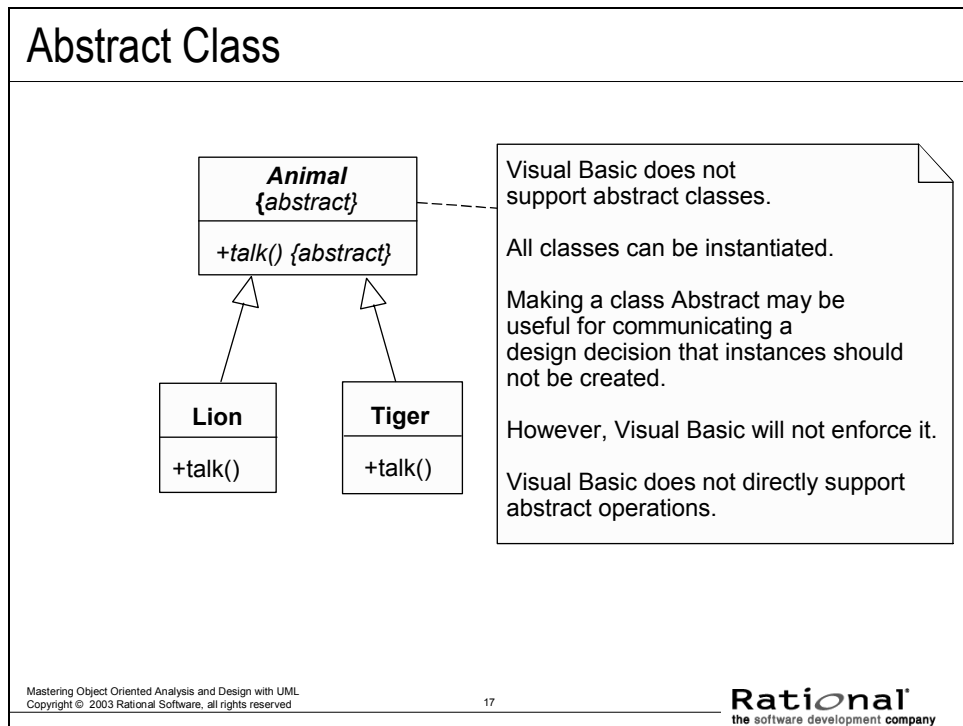 Abstract Class
Animal
{abstract}
+talk() {abstract}
Lion
+talk()
Tiger
+talk()
Visual Basic does not
support abstract classes.
All classes can be instantiated.
Making a class Abstract may be
useful for communicating a
design decision that instances should
not be created.
However, Visual Basic will not enforce it.
Visual Basic does not directly support
abstract operations.
Mastering Object Oriented Analysis and Design with UML
Copyright © 2003 Rational Software, all rights reserved
17
Rational
the software development company